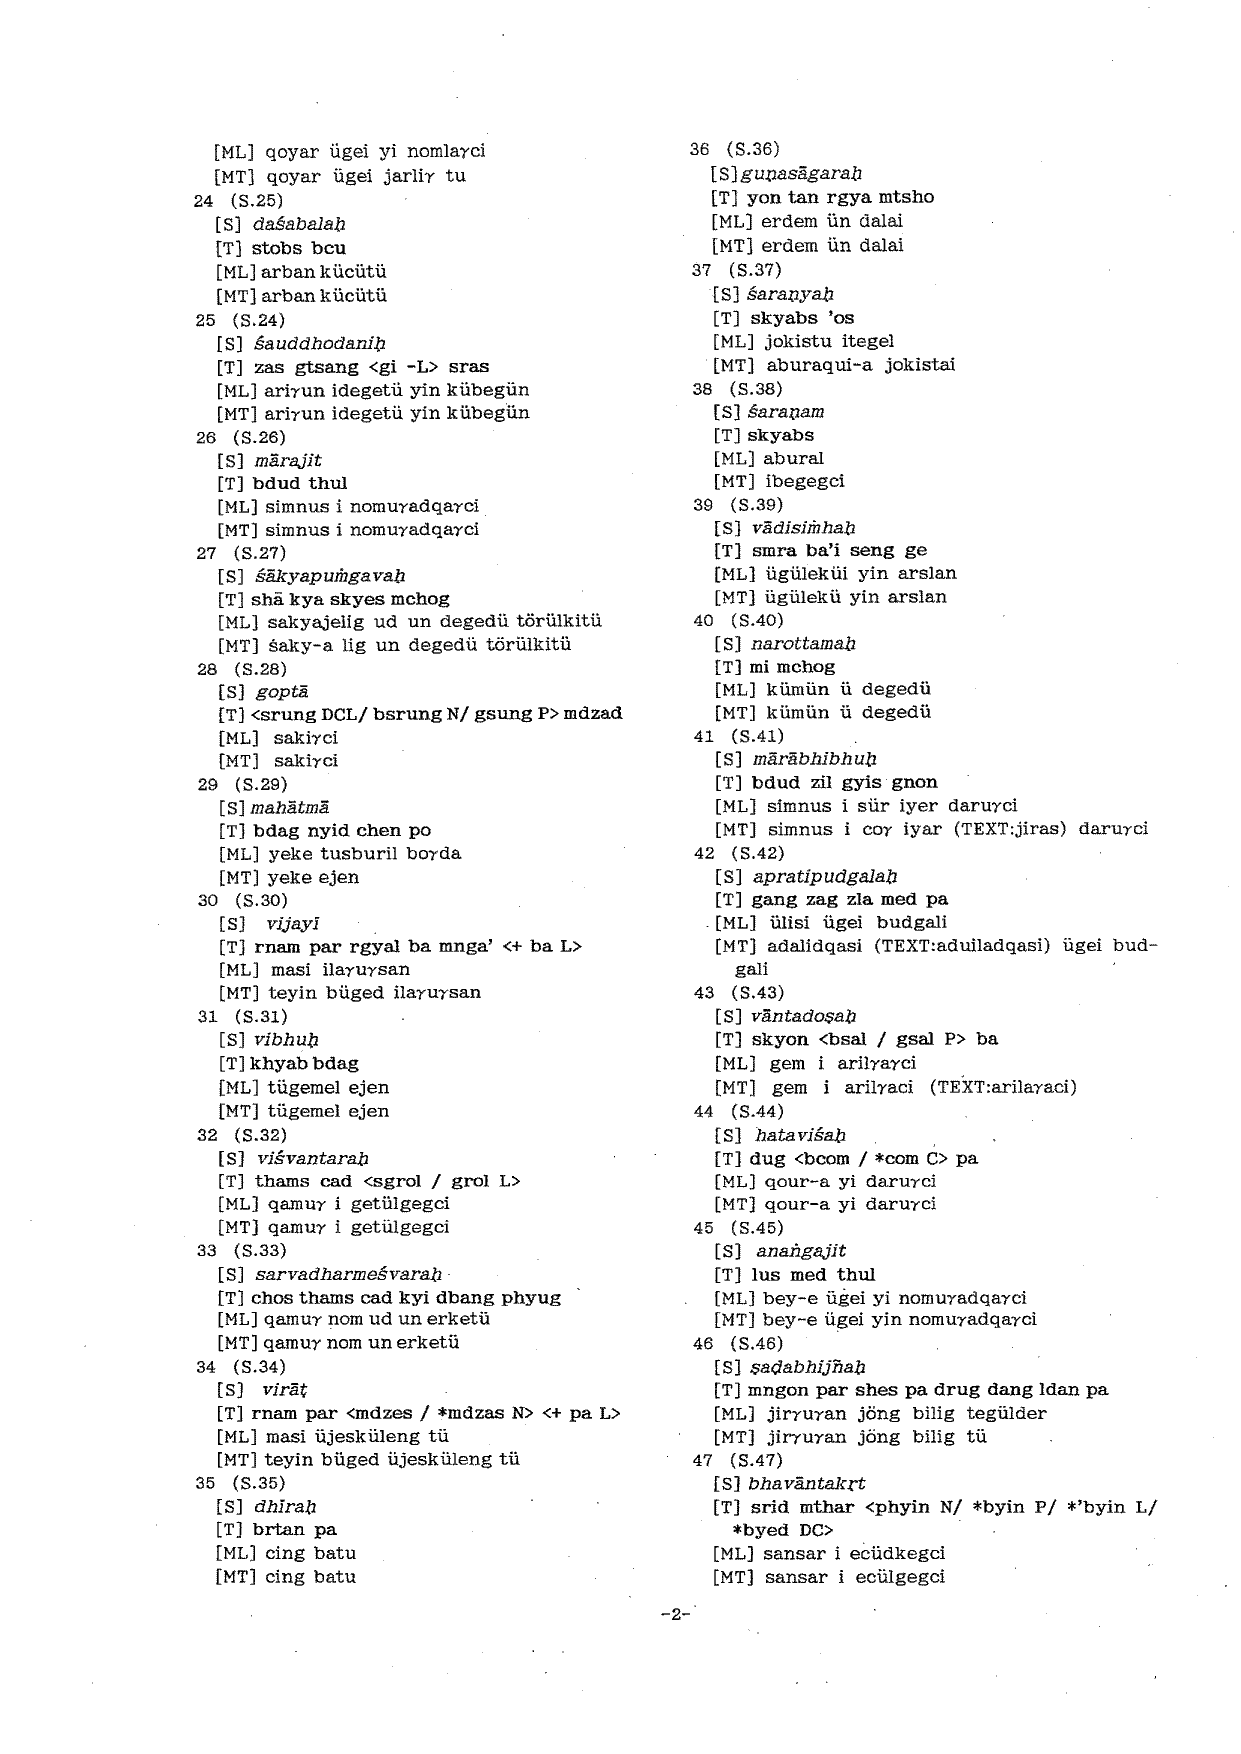 [ML] qoyar ügei yi nomlaγci
[MT] qoyar ügei jarliγ tu
24 (S.25)
[S] daśabalaḥ
[T] stobs bcu
[ML] arban kücütü
[MT] arban kücütü
25 (S.24)
[S] śauddhodaniḥ
[T] zas gtsang <gi -L> sras
[ML] ariγun idegetü yin kübegün
[MT] ariγun idegetü yin kübegün
26 (S.26)
[S] mārajit
[T] bdud thul
[ML] simnus i nomuγadqaγci
[MT] simnus i nomuγadqaγci
27 (S.27)
[S] śākyapuṁgavaḥ
[T] shā kya skyes mchog
[ML] sakyajelig ud un degedü törülkitü
[MT] śaky-a lig un degedü törülkitü
28 (S.28)
[S] goptā
[T] <srung DCL/ bsrung N/ gsung P> mdzad
[ML] sakiγci
[MT] sakiγci
29 (S.29)
[S] mahātmā
[T] bdag nyid chen po
[ML] yeke tusburil boγda
[MT] yeke ejen
30 (S.30)
[S] vijayī
[T] rnam par rgyal ba mnga' <+ ba L>
[ML] masi ilaγuγsan
[MT] teyin büged ilaγuγsan
31 (S.31)
[S] vibhuḥ
[T] khyab bdag
[ML] tügemel ejen
[MT] tügemel ejen
32 (S.32)
[S] viśvantaraḥ
[T] thams cad <sgrol / grol L>
[ML] qamuγ i getülgegci
[MT] qamuγ i getülgegci
33 (S.33)
[S] sarvadharmeśvaraḥ
[T] chos thams cad kyi dbang phyug
[ML] qamuγ nom ud un erketü
[MT] qamuγ nom un erketü
34 (S.34)
[S] virāṭ
[T] rnam par <mdzes / *mdzas N> <+ pa L>
[ML] masi üjesküleng tü
[MT] teyin büged üjesküleng tü
35 (S.35)
[S] dhīraḥ
[T] brtan pa
[ML] cing batu
[MT] cing batu
36 (S.36)
[S] guṇasāgaraḥ
[T] yon tan rgya mtsho
[ML] erdem ün dalai
[MT] erdem ün dalai
37 (S.37)
[S] śaraṇyaḥ
[T] skyabs 'os
[ML] jokistu itegel
[MT] aburaqui-a jokistai
38 (S.38)
[S] śaraṇam
[T] skyabs
[ML] abural
[MT] ibegegci
39 (S.39)
[S] vādisiṁhaḥ
[T] smra ba'i seng ge
[ML] ügüleküi yin arslan
[MT] ügülekü yin arslan
40 (S.40)
[S] narottamaḥ
[T] mi mchog
[ML] kümün ü degedü
[MT] kümün ü degedü
41 (S.41)
[S] mārābhibhuḥ
[T] bdud zil gyis gnon
[ML] simnus i sür iyer daruγci
[MT] simnus i coγ iyar (TEXT:jiras) daruγci
42 (S.42)
[S] apratipudgalaḥ
[T] gang zag zla med pa
[ML] ülisi ügei budgali
[MT] adalidqasi (TEXT:aduiladqasi) ügei bud-
gali
43 (S.43)
[S] vāntadoṣaḥ
[T] skyon <bsal / gsal P> ba
[ML] gem i arilγaγci
[MT] gem i arilγaci (TEXT:arilaγaci)
44 (S.44)
[S] hataviśaḥ
[T] dug <bcom / *com C> pa
[ML] qour-a yi daruγci
[MT] qour-a yi daruγci
45 (S.45)
[S] anaṅgajit
[T] lus med thul
[ML] bey-e ügei yi nomuγadqaγci
[MT] bey-e ügei yin nomuγadqaγci
46 (S.46)
[S] ṣaḍabhijñaḥ
[T] mngon par shes pa drug dang ldan pa
[ML] jirγuγan jöng bilig tegülder
[MT] jirγuγan jöng bilig tü
47 (S.47)
[S] bhavāntakṛt
[T] srid mthar <phyin N/ *byin P/ *'byin L/
*byed DC>
[ML] sansar i ecüdkegci
[MT] sansar i ecülgegci
-2-